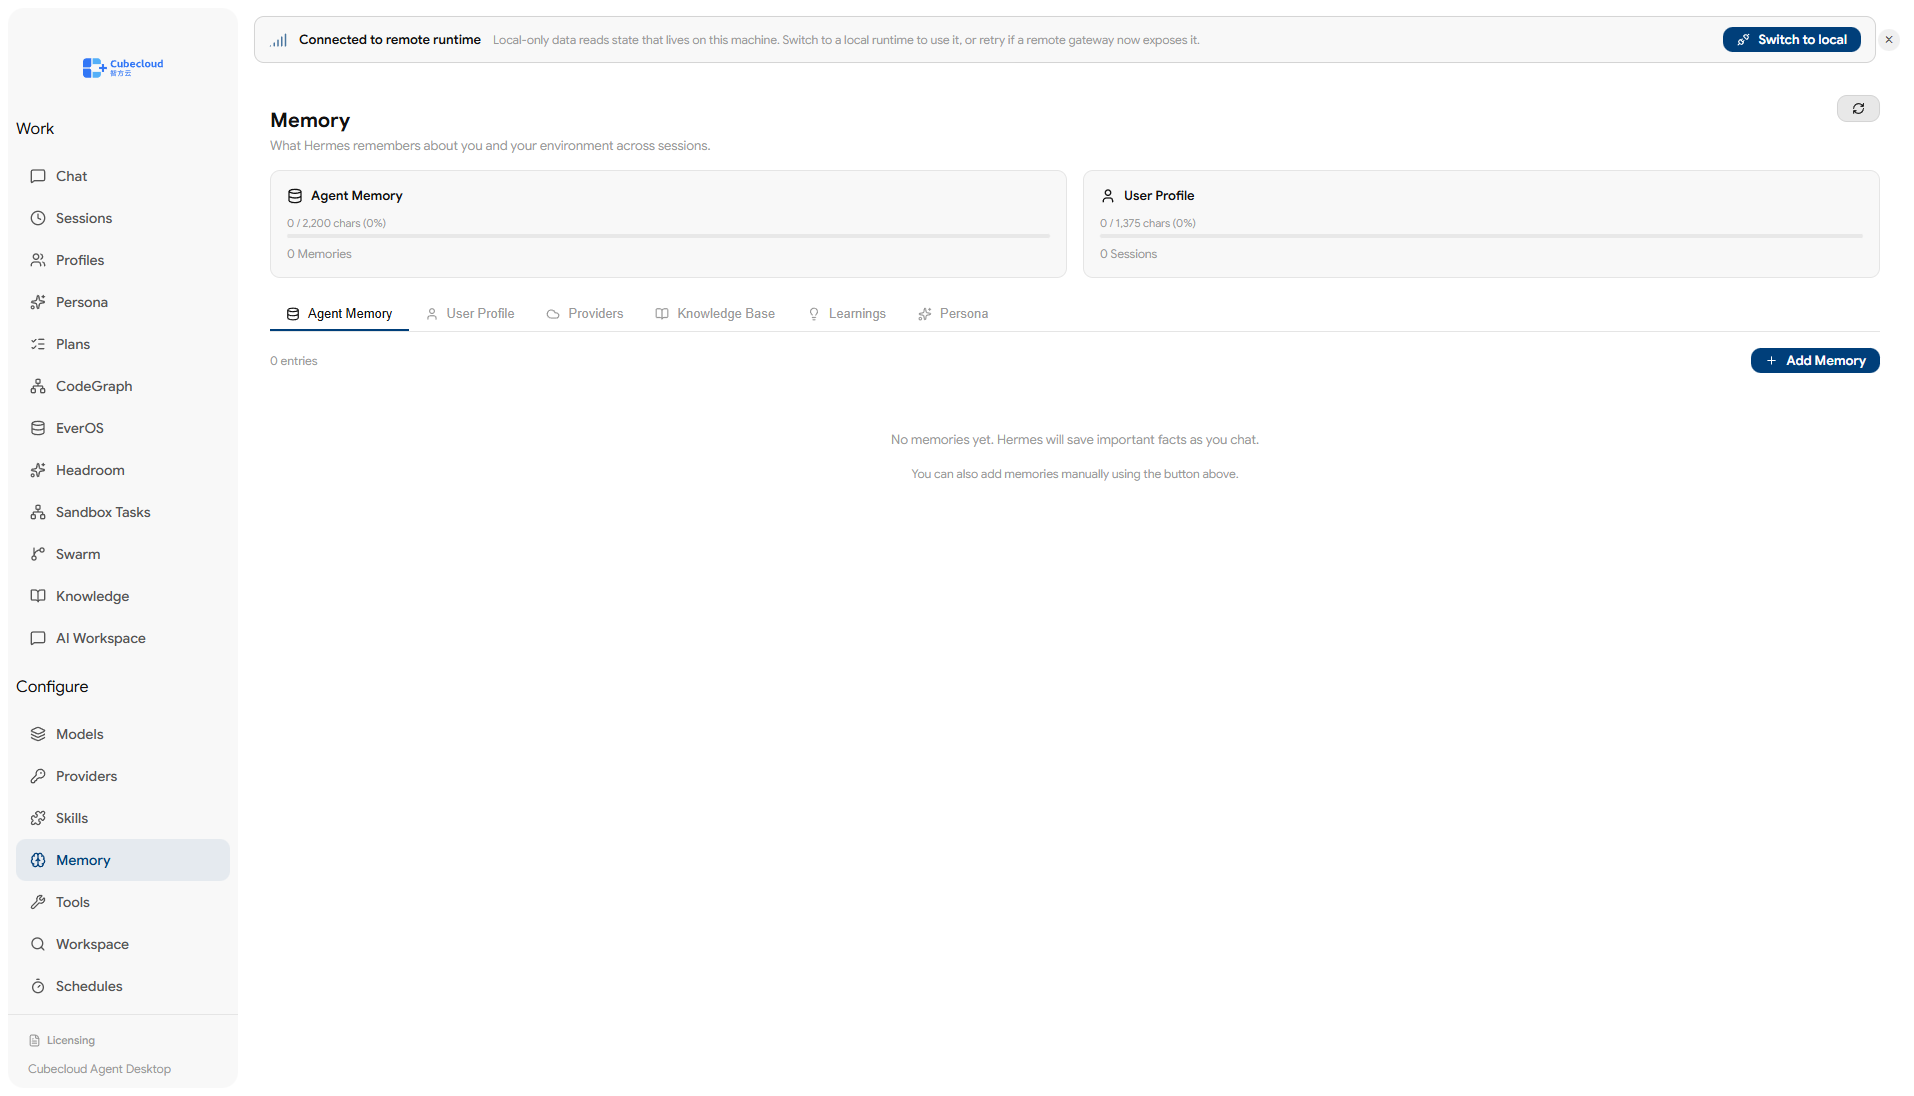 Connected to remote runtime Local-only data reads state that lives on this machine. Switch to a local runtime to use it, or retry if a remote gateway now exposes it. Switch to local
Cubecloud
智方云
Work
Chat
Sessions
Profiles
Persona
Plans
CodeGraph
EverOS
Headroom
Sandbox Tasks
Swarm
Knowledge
AI Workspace
Configure
Models
Providers
Skills
Memory
Tools
Workspace
Schedules
Licensing
Cubecloud Agent Desktop
Memory
What Hermes remembers about you and your environment across sessions.
Agent Memory
0 / 2,200 chars (0%)
0 Memories
User Profile
0 / 1,375 chars (0%)
0 Sessions
Agent Memory User Profile Providers Knowledge Base Learnings Persona
0 entries
Add Memory
No memories yet. Hermes will save important facts as you chat.
You can also add memories manually using the button above.